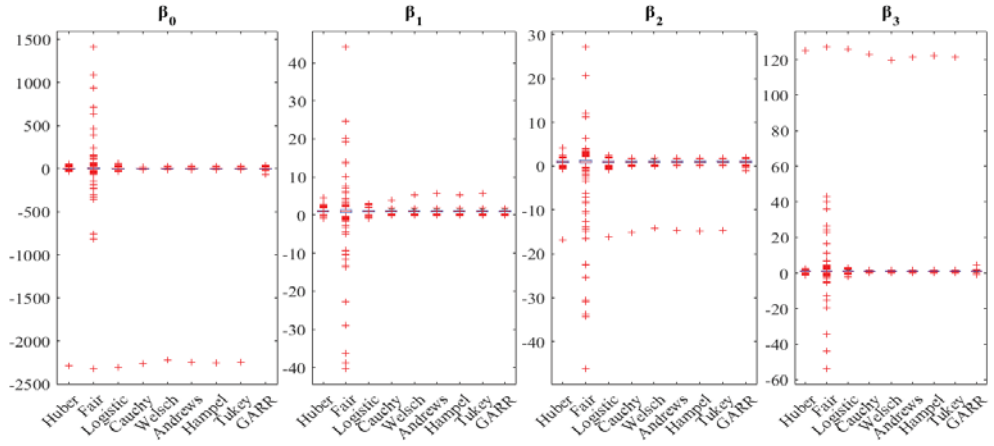 β0
1500
1000
500
0
-500
-1000
-1500
-2000
-2500
Huber
Fair
Logistic
Cauchy
Welsch
Andrews
Hampel
Tukey
GARR
β1
40
30
20
10
0
-10
-20
-30
-40
Huber
Fair
Logistic
Cauchy
Welsch
Andrews
Hampel
Tukey
GARR
β2
30
20
10
0
-10
-20
-30
-40
Huber
Fair
Logistic
Cauchy
Welsch
Andrews
Hampel
Tukey
GARR
β3
120
100
80
60
40
20
0
-20
-40
-60
Huber
Fair
Logistic
Cauchy
Welsch
Andrews
Hampel
Tukey
GARR